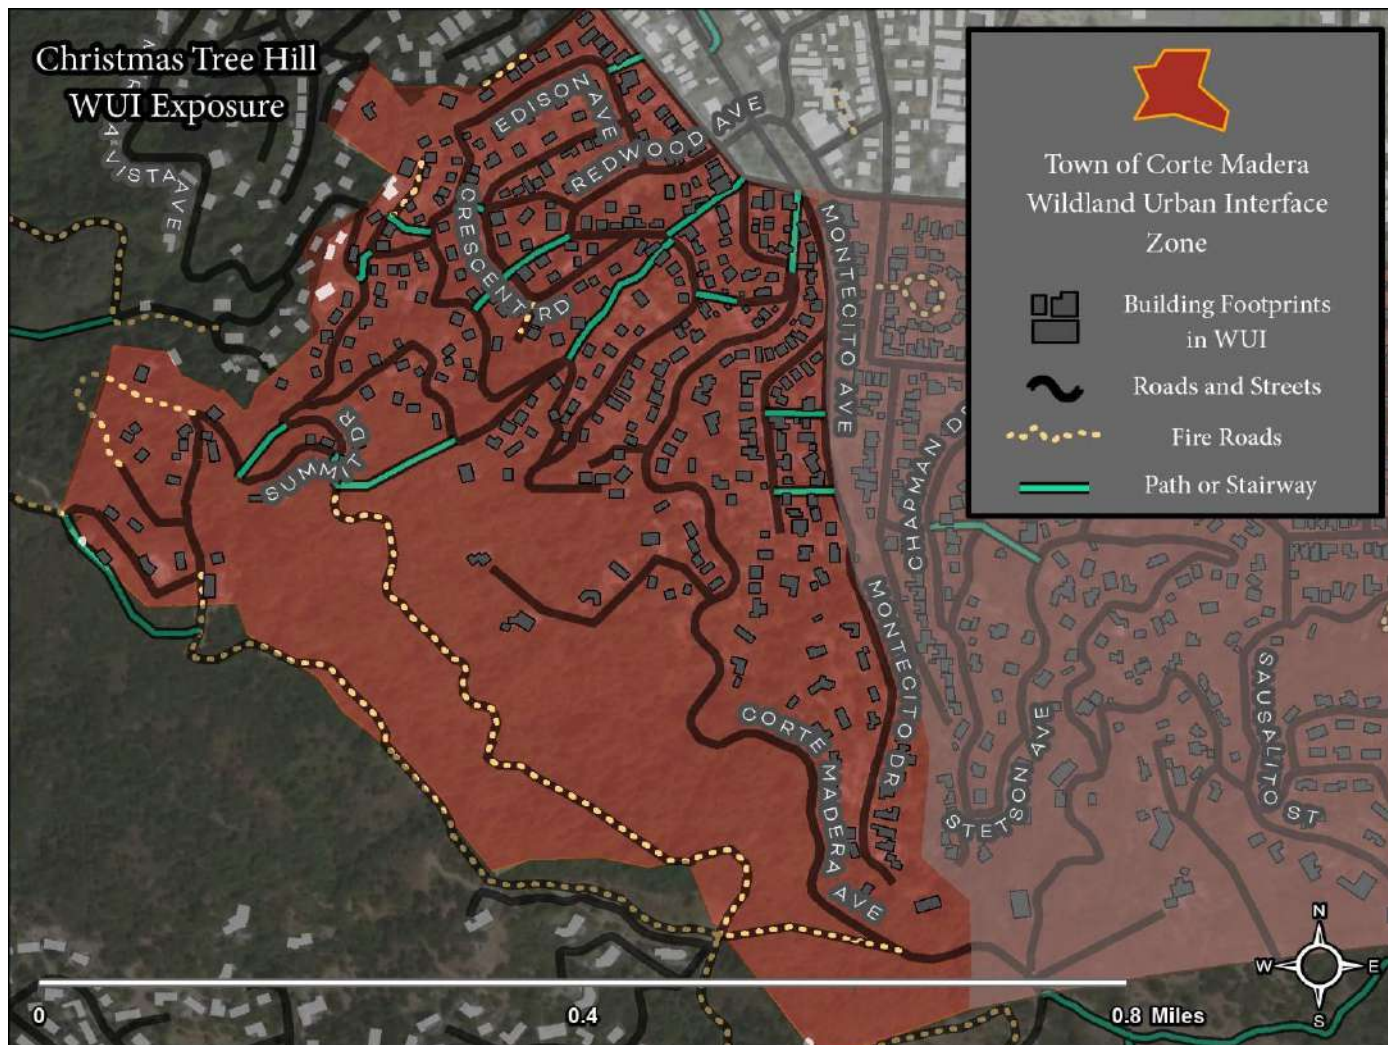 Christmas Tree Hill
WUI Exposure
VISTA AVE
EDISON AVE
REDWOOD AVE
CRESCENT RD
SUMMIT DR
MONTECITO AVE
CHAPMAN D
MONTECITO DR
CORTE MADERA AVE
STETSON AVE
SAUSALITO ST
Town of Corte Madera
Wildland Urban Interface
Zone
Building Footprints
in WUI
Roads and Streets
Fire Roads
Path or Stairway
N
W
E
S
0
0.4
0.8 Miles